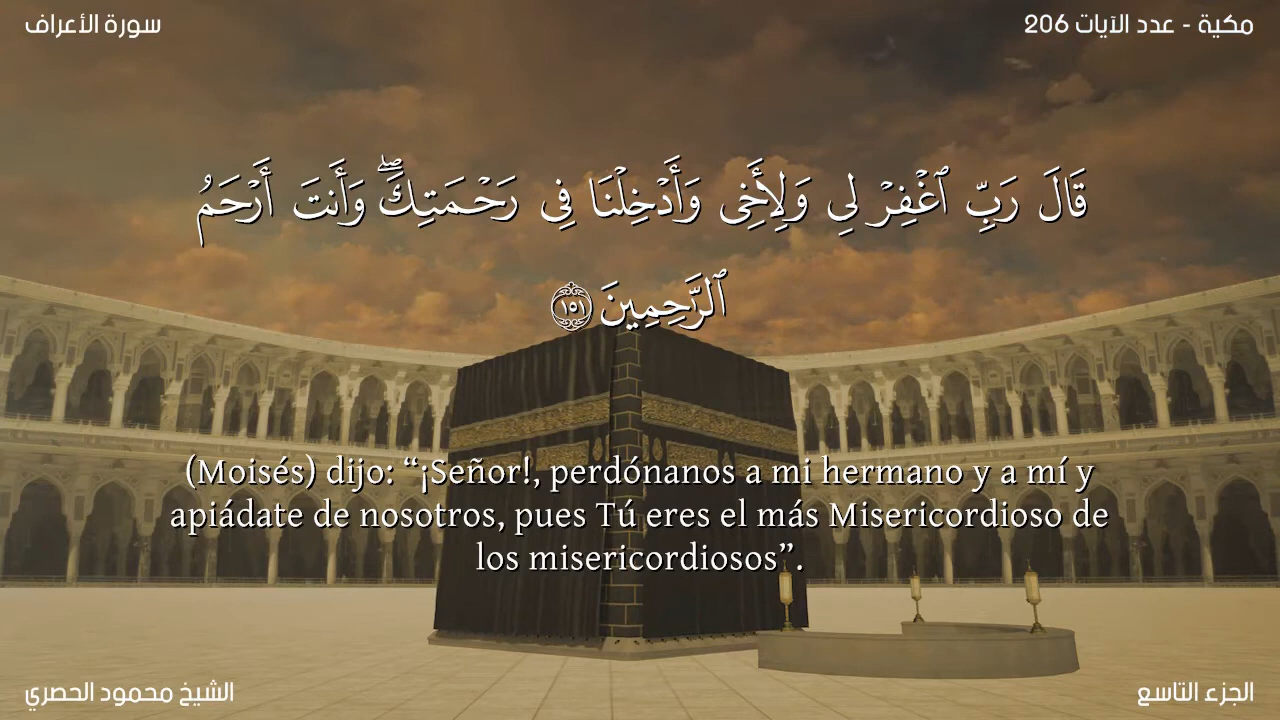 سورة الأعراف
مكية - عدد الآيات 206
قَالَ رَبِّ ٱغْفِرْ لِى وَلِأَخِى وَأَدْخِلْنَا فِى رَحْمَتِكَ ۖ وَأَنتَ أَرْحَمُ
ٱلرَّٰحِمِينَ ١٥١
(Moisés) dijo: “¡Señor!, perdónanos a mi hermano y a mí y
apiádate de nosotros, pues Tú eres el más Misericordioso de
los misericordiosos”.
الشيخ محمود الحصري
الجزء التاسع